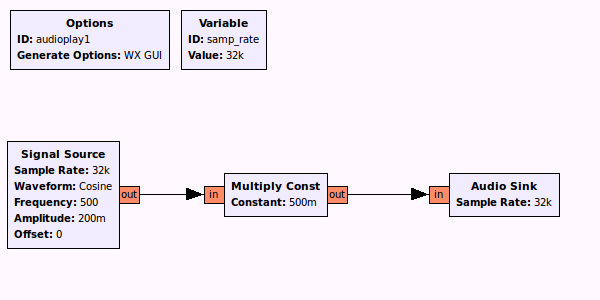 Options
ID: audioplay1
Generate Options: WX GUI
Variable
ID: samp_rate
Value: 32k
Signal Source
Sample Rate: 32k
Waveform: Cosine
Frequency: 500
Amplitude: 200m
Offset: 0
out
in
Multiply Const
Constant: 500m
out
in
Audio Sink
Sample Rate: 32k